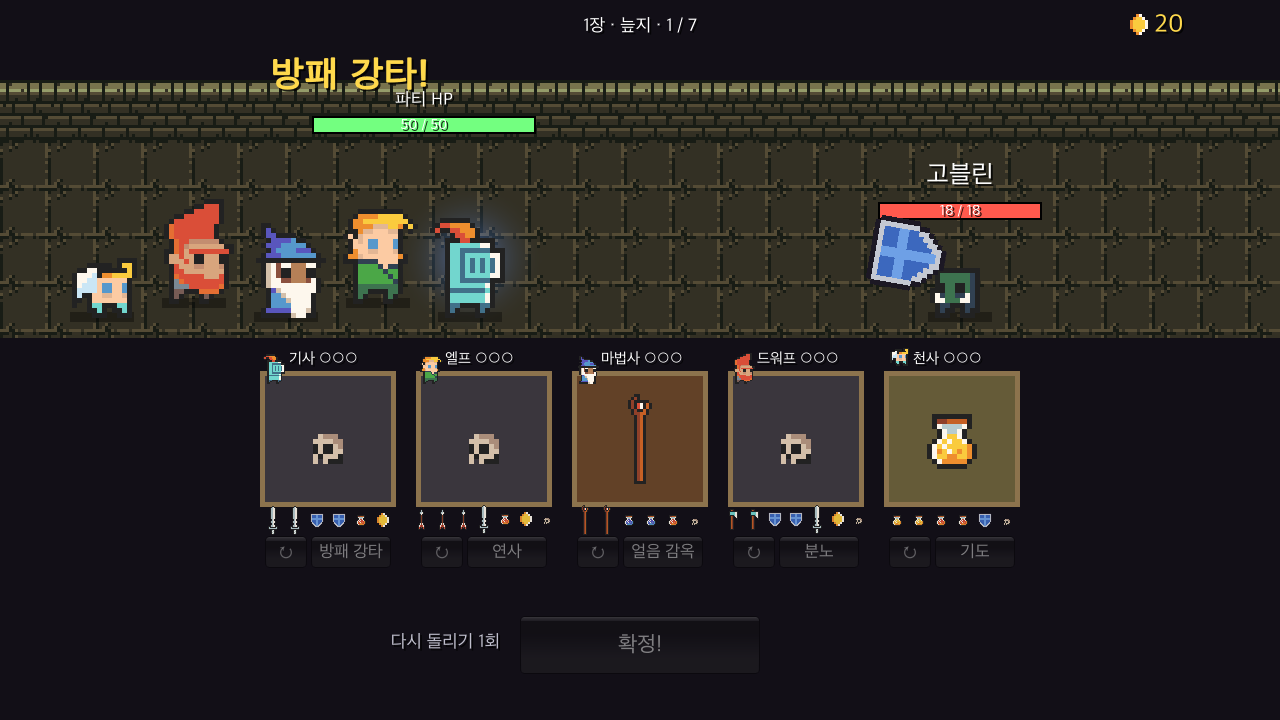 1장 · 늪지 · 1 / 7
20
방패 강타!
파티 HP
50 / 50
고블린
18 / 18
기사 ○○○
엘프 ○○○
마법사 ○○○
드워프 ○○○
천사 ○○○
방패 강타
연사
얼음 감옥
분노
기도
다시 돌리기 1회
확정!